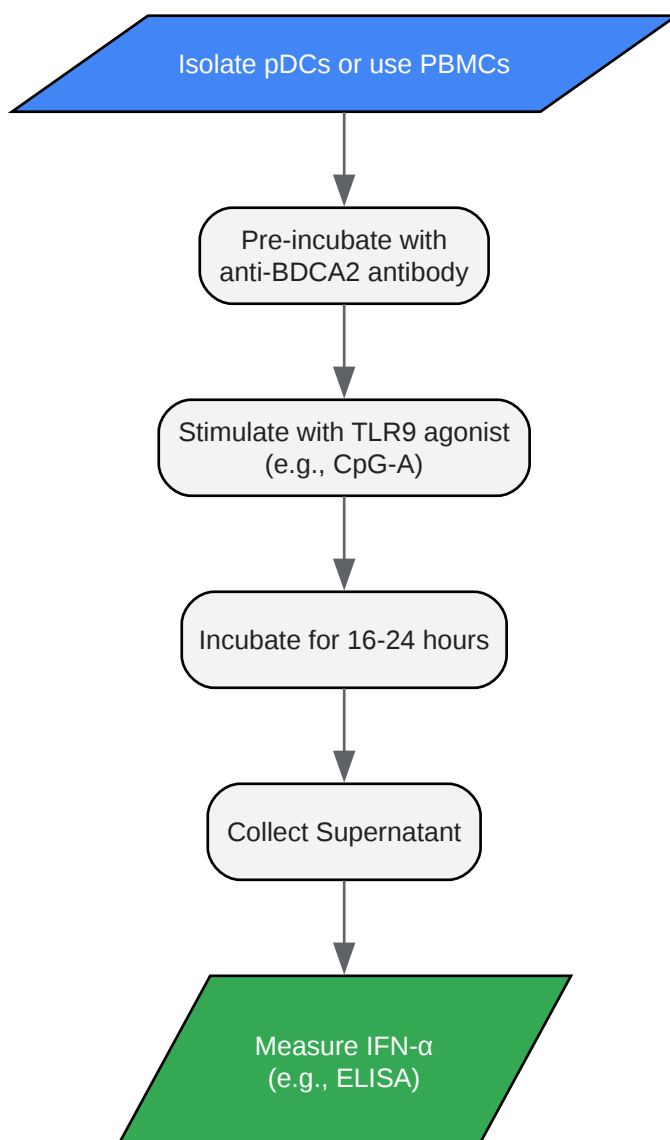 Isolate pDCs or use PBMCs
Pre-incubate with
anti-BDCA2 antibody
Stimulate with TLR9 agonist
(e.g., CpG-A)
Incubate for 16-24 hours
Collect Supernatant
Measure IFN-α
(e.g., ELISA)